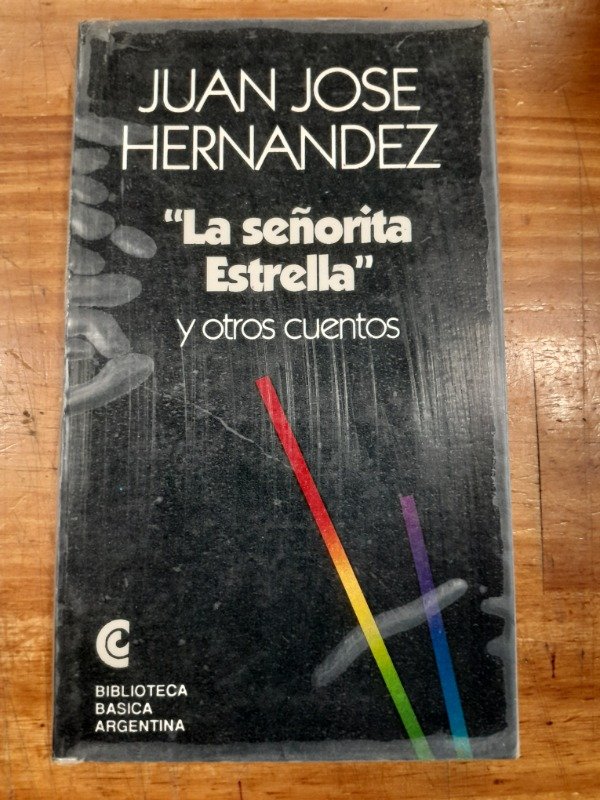 JUAN JOSE
HERNANDEZ
"La señorita
Estrella"
y otros cuentos
BIBLIOTECA
BASICA
ARGENTINA